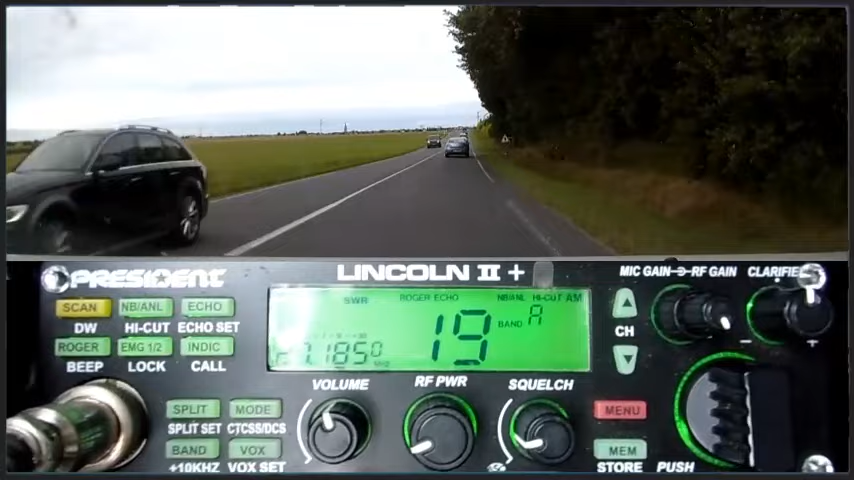 PRESIDENT LINCOLN II + MIC GAIN RF GAIN CLARIFIER
SCAN NB/ANL ECHO
DW HI-CUT ECHO SET
ROGER EMG 1/2 INDIC
BEEP LOCK CALL
SWR ROGER ECHO NB/ANL HI-CUT AM
19 BAND A
27.1850
MHz
CH
- +
VOLUME RF PWR SQUELCH
SPLIT MODE
SPLIT SET CTCSS/DCS
BAND VOX
+10KHZ VOX SET
MENU
MEM
STORE PUSH